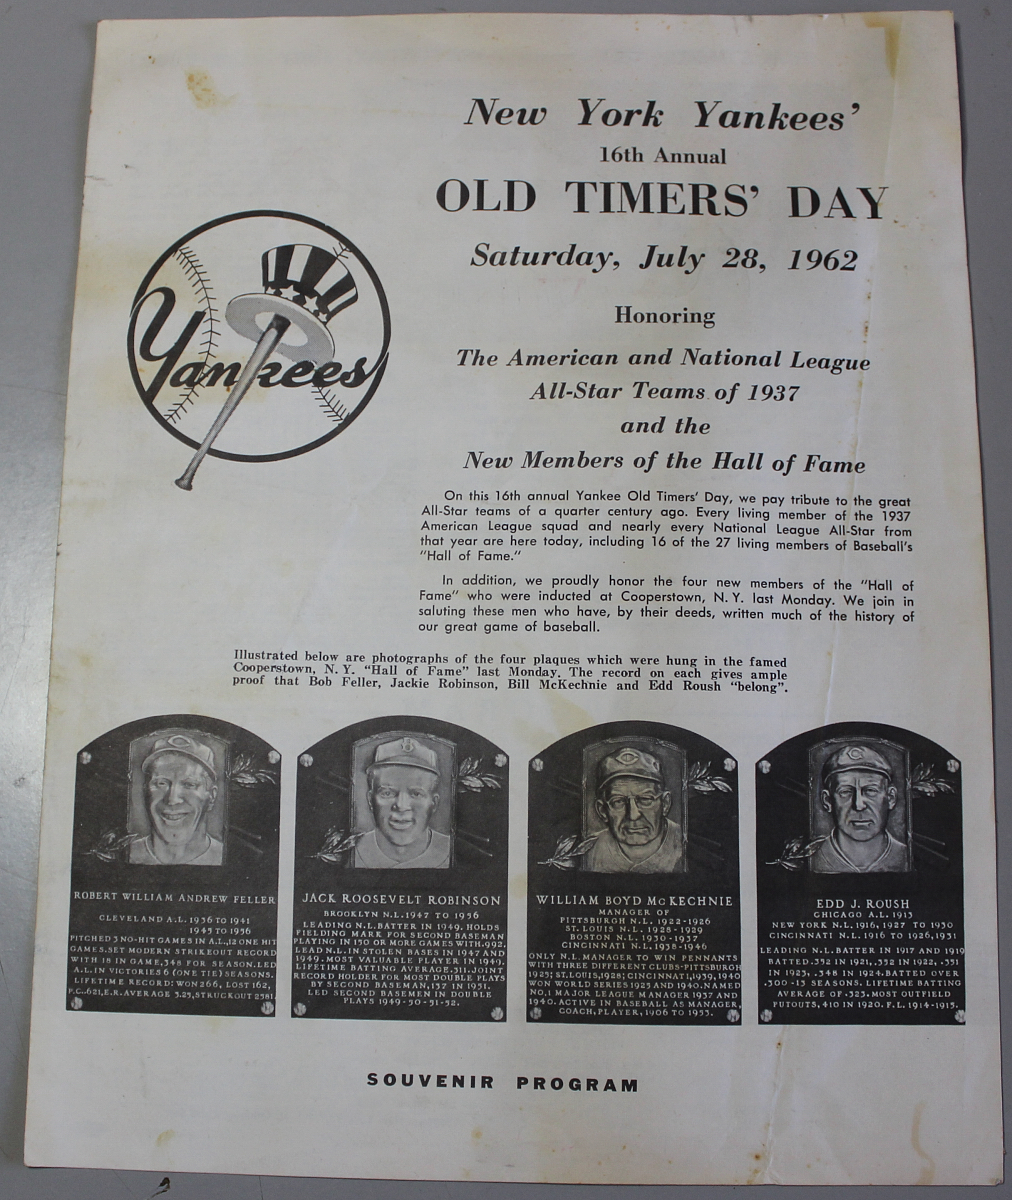 New York Yankees'
16th Annual
OLD TIMERS' DAY
Saturday, July 28, 1962
Yankees
Honoring
The American and National League
All-Star Teams of 1937
and the
New Members of the Hall of Fame
On this 16th annual Yankee Old Timers' Day, we pay tribute to the great
All-Star teams of a quarter century ago. Every living member of the 1937
American League squad and nearly every National League All-Star from
that year are here today, including 16 of the 27 living members of Baseball's
"Hall of Fame."
In addition, we proudly honor the four new members of the "Hall of
Fame" who were inducted at Cooperstown, N. Y. last Monday. We join in
saluting these men who have, by their deeds, written much of the history of
our great game of baseball.
Illustrated below are photographs of the four plaques which were hung in the famed
Cooperstown, N. Y. "Hall of Fame" last Monday. The record on each gives ample
proof that Bob Feller, Jackie Robinson, Bill McKechnie and Edd Roush "belong".
ROBERT WILLIAM ANDREW FELLER
CLEVELAND A.L. 1936 TO 1941
1945 TO 1956
PITCHED 3 NO-HIT GAMES IN A.L., 12 ONE HIT
GAMES. SET MODERN STRIKEOUT RECORD
WITH 18 IN GAME, 348 FOR SEASON. LED
A.L. IN VICTORIES 6 (ONE TIE) SEASONS.
LIFETIME RECORD: WON 266, LOST 162,
P.C. .621, E.R. AVERAGE 3.25, STRUCK OUT 2581.
JACK ROOSEVELT ROBINSON
BROOKLYN N.L. 1947 TO 1956
LEADING N.L. BATTER IN 1949. HOLDS
FIELDING MARK FOR SECOND BASEMAN
PLAYING IN 150 OR MORE GAMES WITH .992.
LEAD N.L. IN STOLEN BASES IN 1947 AND
1949. MOST VALUABLE PLAYER IN 1949.
LIFETIME BATTING AVERAGE .311. JOINT
RECORD HOLDER FOR MOST DOUBLE PLAYS
BY SECOND BASEMAN, 137 IN 1951.
LED SECOND BASEMEN IN DOUBLE
PLAYS 1949-50-51-52.
WILLIAM BOYD McKECHNIE
MANAGER OF
PITTSBURGH N.L. 1922-1926
ST. LOUIS N.L. 1928-1929
BOSTON N.L. 1930-1937
CINCINNATI N.L. 1938-1946
ONLY N.L. MANAGER TO WIN PENNANTS
WITH THREE DIFFERENT CLUBS-PITTSBURGH
1925; ST. LOUIS, 1928; CINCINNATI, 1939, 1940
WON WORLD SERIES 1925 AND 1940. NAMED
NO. 1 MAJOR LEAGUE MANAGER 1937 AND
1940. ACTIVE IN BASEBALL AS MANAGER,
COACH, PLAYER, 1906 TO 1953.
EDD J. ROUSH
CHICAGO A.L. 1913
NEW YORK N.L. 1916, 1927 TO 1930
CINCINNATI N.L. 1916 TO 1926, 1931
LEADING N.L. BATTER IN 1917 AND 1919
BATTED .352 IN 1921, .352 IN 1922, .351
IN 1923, .348 IN 1924. BATTED OVER
.300-13 SEASONS. LIFETIME BATTING
AVERAGE OF .323. MOST OUTFIELD
PUTOUTS, 410 IN 1920. F.L. 1914-1915.
SOUVENIR PROGRAM